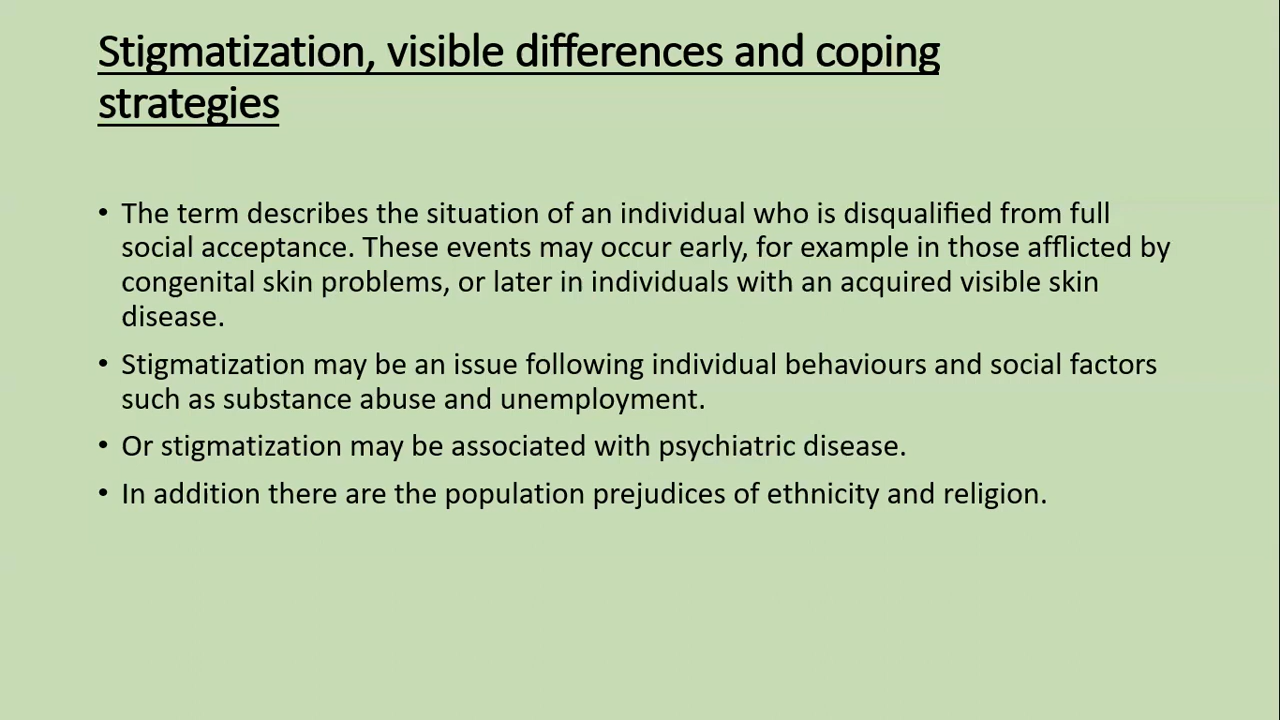 Stigmatization, visible differences and coping
strategies
• The term describes the situation of an individual who is disqualified from full
social acceptance. These events may occur early, for example in those afflicted by
congenital skin problems, or later in individuals with an acquired visible skin
disease.
• Stigmatization may be an issue following individual behaviours and social factors
such as substance abuse and unemployment.
• Or stigmatization may be associated with psychiatric disease.
• In addition there are the population prejudices of ethnicity and religion.